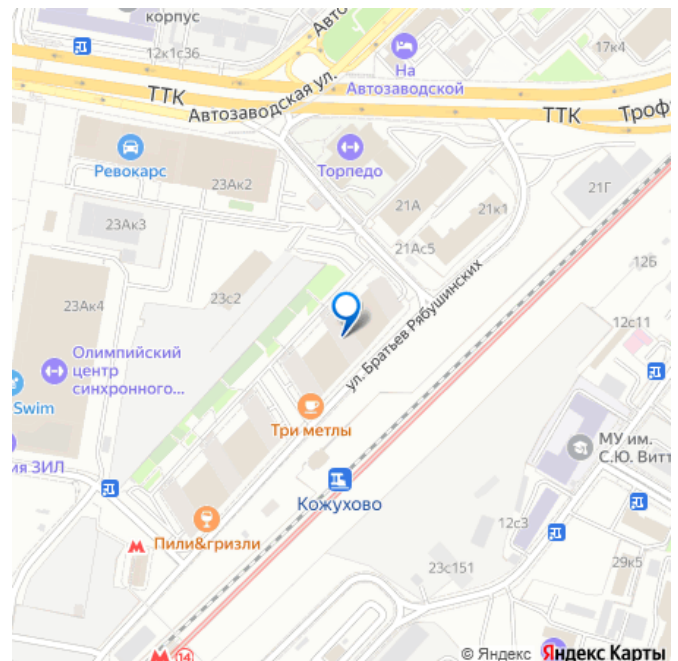 корпус
12к1с36
17к4
На
Автозаводской
ТТК
Автозаводская ул.
ТТК
Троф
Ревокарс
Торпедо
23Ак2
21Г
21А
21к1
23Ак3
21Ас5
12Б
23с2
23Ак4
12с11
ул. Братьев Рябушинских
Олимпийский
центр
синхронного...
Swim
Три метлы
МУ им.
С.Ю. Витт
ия ЗИЛ
Кожухово
12с3
Пили&гризли
23с151
29к5
14
© Яндекс Яндекс Карты